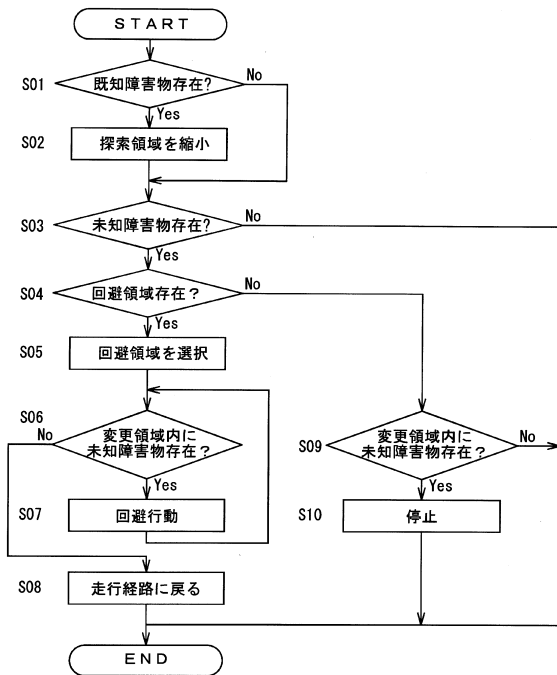 START
S01
既知障害物存在?
No
Yes
S02
探索領域を縮小
S03
未知障害物存在?
No
Yes
S04
回避領域存在?
No
Yes
S05
回避領域を選択
S06
変更領域内に
未知障害物存在?
No
Yes
S07
回避行動
S08
走行経路に戻る
S09
変更領域内に
未知障害物存在?
No
Yes
S10
停止
END